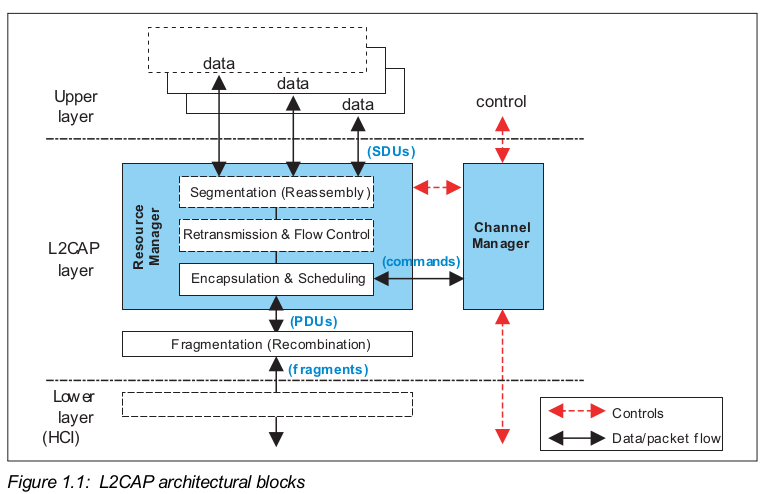 data
data
data
Upper
layer
control
(SDUs)
Segmentation (Reassembly)
Retransmission & Flow Control
Encapsulation & Scheduling
Resource
Manager
Channel
Manager
L2CAP
layer
(commands)
(PDUs)
Fragmentation (Recombination)
(fragments)
Lower
layer
(HCI)
Controls
Data/packet flow
Figure 1.1: L2CAP architectural blocks